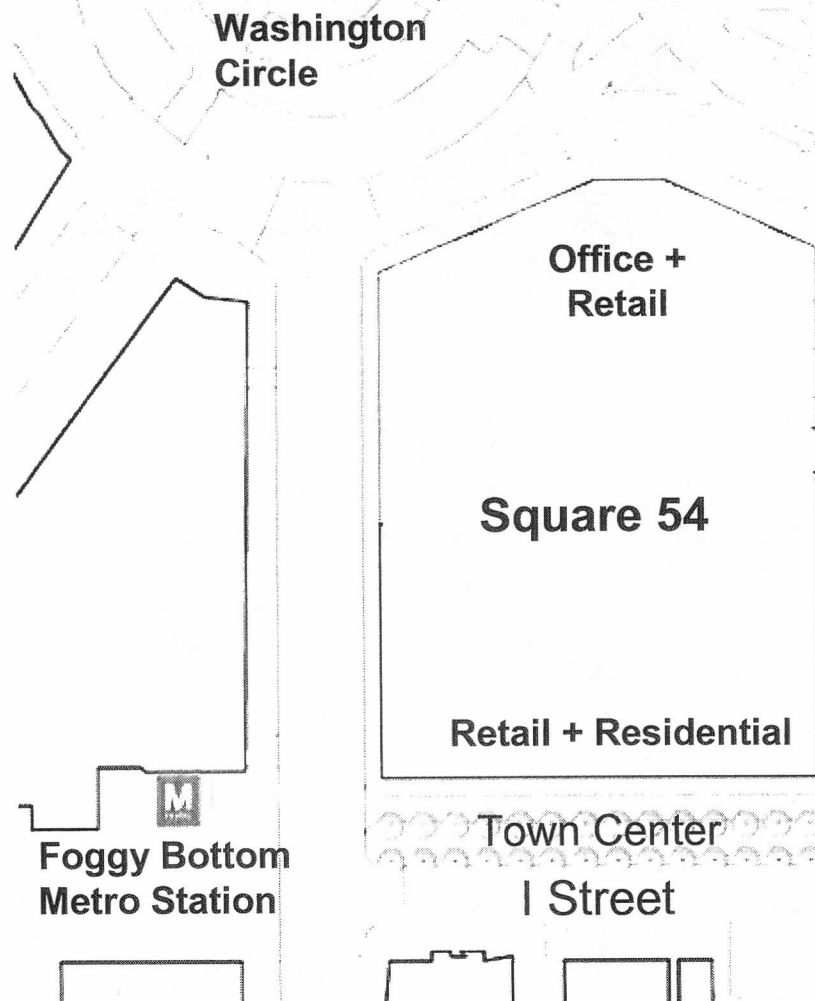 Washington
Circle
Office +
Retail
Square 54
Retail + Residential
M
Foggy Bottom
Metro Station
Town Center
I Street